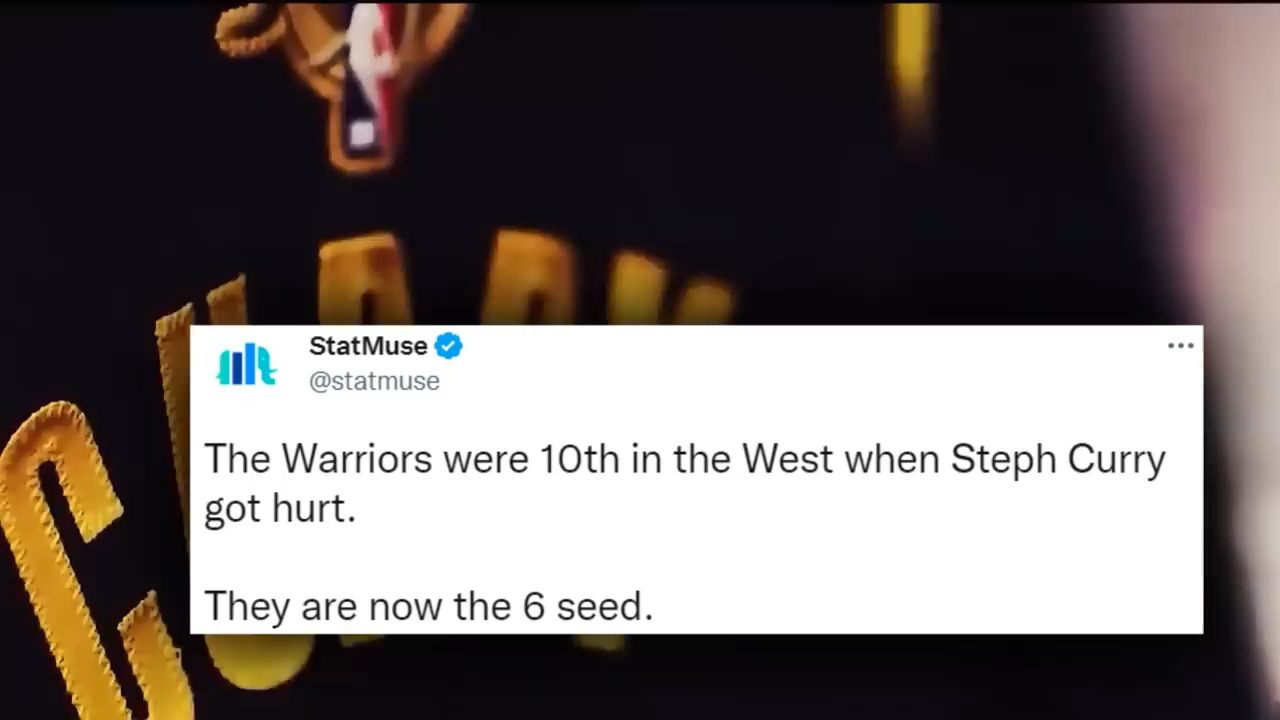 StatMuse
@statmuse
The Warriors were 10th in the West when Steph Curry
got hurt.
They are now the 6 seed.